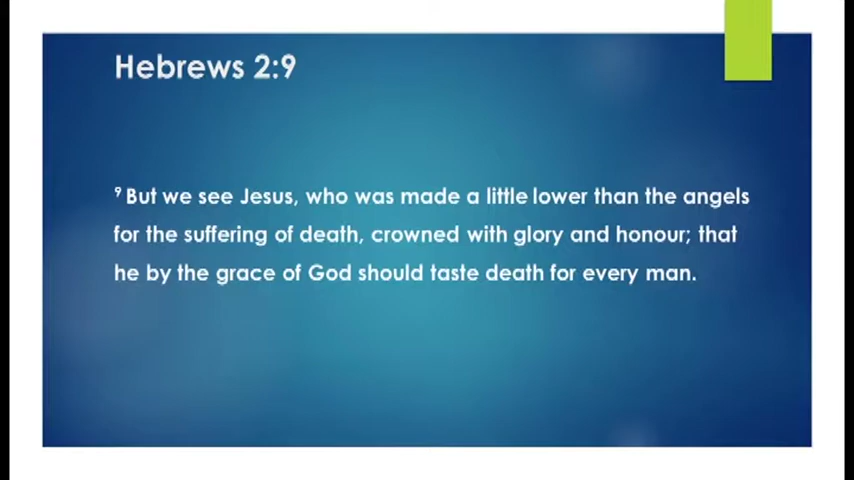 Hebrews 2:9
⁹ But we see Jesus, who was made a little lower than the angels
for the suffering of death, crowned with glory and honour; that
he by the grace of God should taste death for every man.